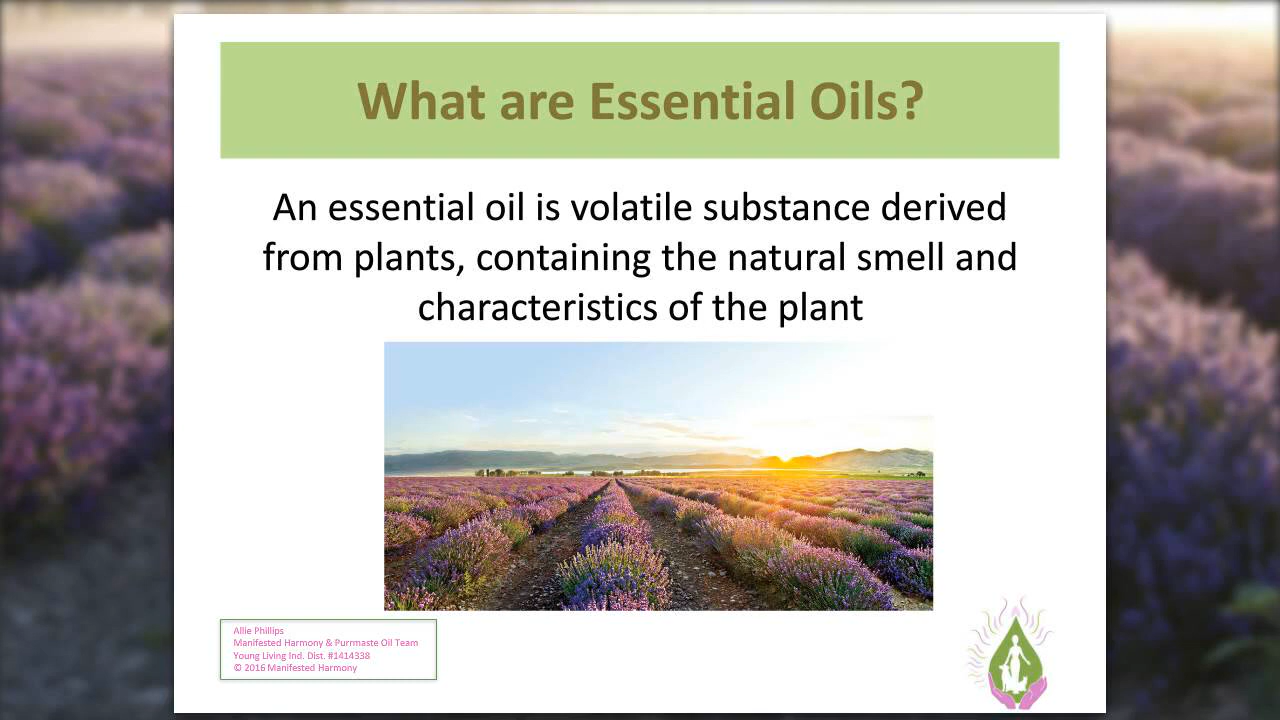 What are Essential Oils?
An essential oil is volatile substance derived
from plants, containing the natural smell and
characteristics of the plant
Allie Phillips
Manifested Harmony & Purrmaste Oil Team
Young Living Ind. Dist. #1414338
© 2016 Manifested Harmony